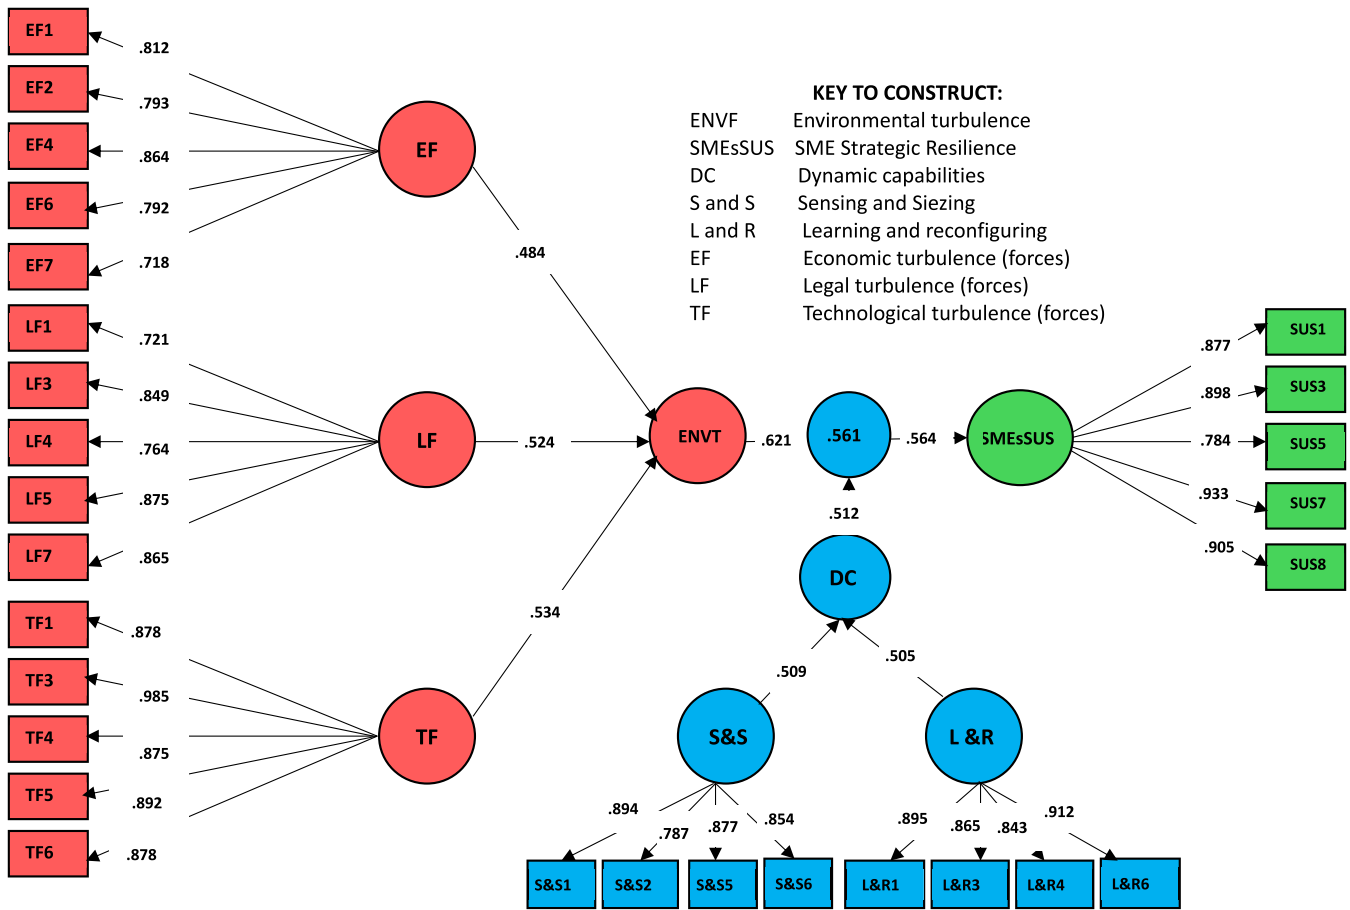 EF1
.812
EF2
.793
EF4
.864
EF6
.792
EF7
.718
EF
.484
KEY TO CONSTRUCT:
ENVF Environmental turbulence
SMEsSUS SME Strategic Resilience
DC Dynamic capabilities
S and S Sensing and Siezing
L and R Learning and reconfiguring
EF Economic turbulence (forces)
LF Legal turbulence (forces)
TF Technological turbulence (forces)
LF1
.721
LF3
.849
LF4
.764
LF5
.875
LF7
.865
LF
.524
ENVT
.621
.561
.564
SMEsSUS
.877
SUS1
.898
SUS3
.784
SUS5
.933
SUS7
.905
SUS8
.512
DC
TF1
.878
TF3
.985
TF4
.875
TF5
.892
TF6
.878
TF
.534
.509
.505
S&S
L &R
.894
.787
.877
.854
.895
.865
.843
.912
S&S1
S&S2
S&S5
S&S6
L&R1
L&R3
L&R4
L&R6